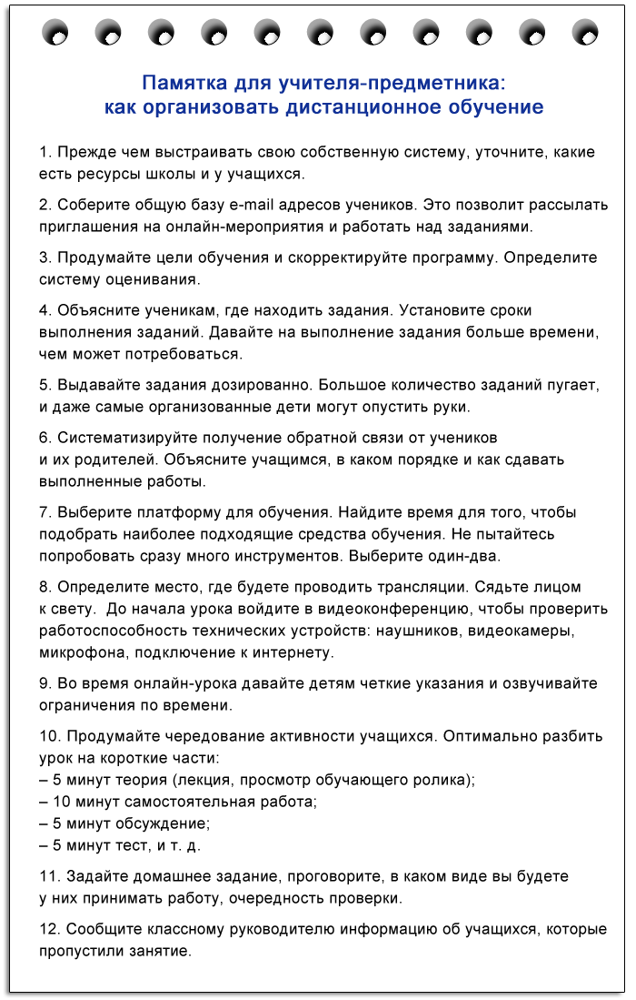 Памятка для учителя-предметника:
как организовать дистанционное обучение
1. Прежде чем выстраивать свою собственную систему, уточните, какие
есть ресурсы школы и у учащихся.
2. Соберите общую базу e-mail адресов учеников. Это позволит рассылать
приглашения на онлайн-мероприятия и работать над заданиями.
3. Продумайте цели обучения и скорректируйте программу. Определите
систему оценивания.
4. Объясните ученикам, где находить задания. Установите сроки
выполнения заданий. Давайте на выполнение задания больше времени,
чем может потребоваться.
5. Выдавайте задания дозированно. Большое количество заданий пугает,
и даже самые организованные дети могут опустить руки.
6. Систематизируйте получение обратной связи от учеников
и их родителей. Объясните учащимся, в каком порядке и как сдавать
выполненные работы.
7. Выберите платформу для обучения. Найдите время для того, чтобы
подобрать наиболее подходящие средства обучения. Не пытайтесь
попробовать сразу много инструментов. Выберите один-два.
8. Определите место, где будете проводить трансляции. Сядьте лицом
к свету.  До начала урока войдите в видеоконференцию, чтобы проверить
работоспособность технических устройств: наушников, видеокамеры,
микрофона, подключение к интернету.
9. Во время онлайн-урока давайте детям четкие указания и озвучивайте
ограничения по времени.
10. Продумайте чередование активности учащихся. Оптимально разбить
урок на короткие части:
– 5 минут теория (лекция, просмотр обучающего ролика);
– 10 минут самостоятельная работа;
– 5 минут обсуждение;
– 5 минут тест, и т. д.
11. Задайте домашнее задание, проговорите, в каком виде вы будете
у них принимать работу, очередность проверки.
12. Сообщите классному руководителю информацию об учащихся, которые
пропустили занятие.